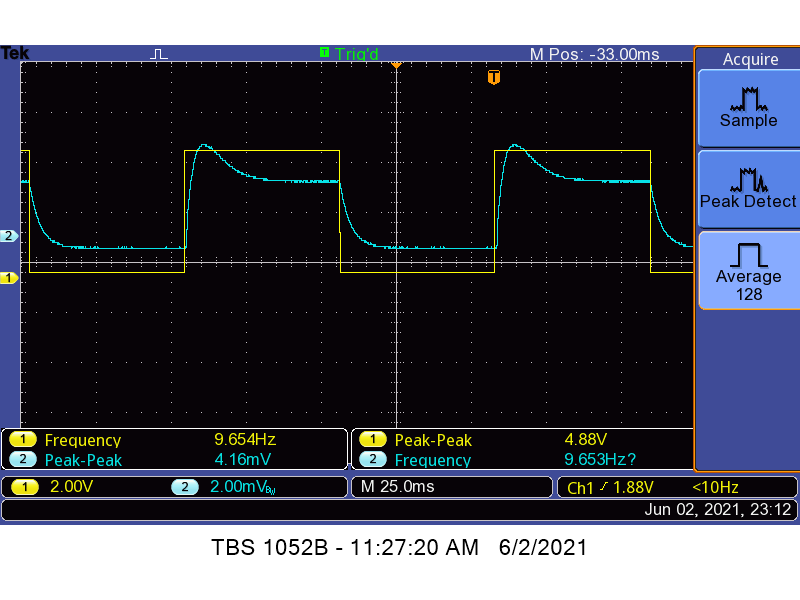 Tek T Trig'd M Pos: -33.00ms Acquire
T
Sample
Peak Detect
2
Average
128
1
1 Frequency 9.654Hz 1 Peak-Peak 4.88V
2 Peak-Peak 4.16mV 2 Frequency 9.653Hz?
1 2.00V 2 2.00mVBW M 25.0ms Ch1 / 1.88V <10Hz
Jun 02, 2021, 23:12
TBS 1052B - 11:27:20 AM 6/2/2021